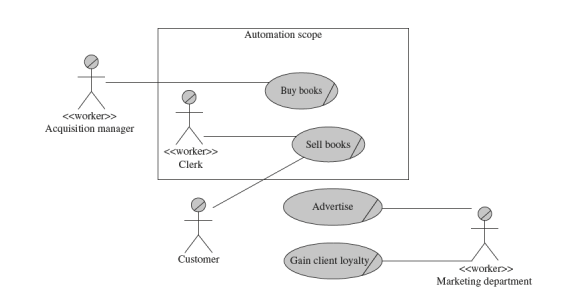 Automation scope
Buy books
<<worker>>
Acquisition manager
Sell books
<<worker>>
Clerk
Advertise
Customer
Gain client loyalty
<<worker>>
Marketing department